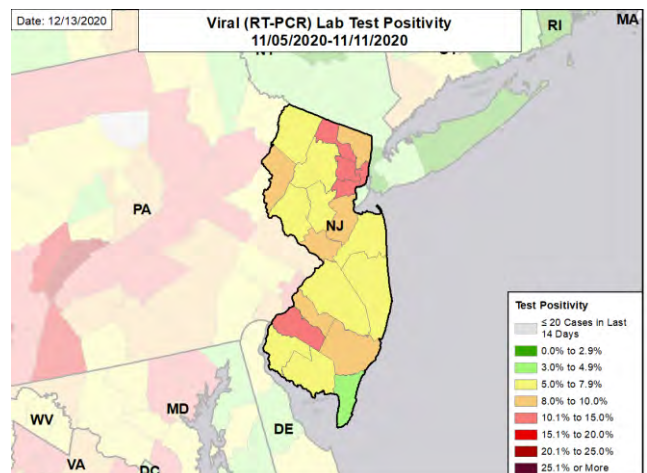 Date: 12/13/2020
Viral (RT-PCR) Lab Test Positivity
11/05/2020-11/11/2020
RI
MA
PA
NJ
WV
MD
DE
VA
DC
Test Positivity
≤ 20 Cases in Last
14 Days
0.0% to 2.9%
3.0% to 4.9%
5.0% to 7.9%
8.0% to 10.0%
10.1% to 15.0%
15.1% to 20.0%
20.1% to 25.0%
25.1% or More